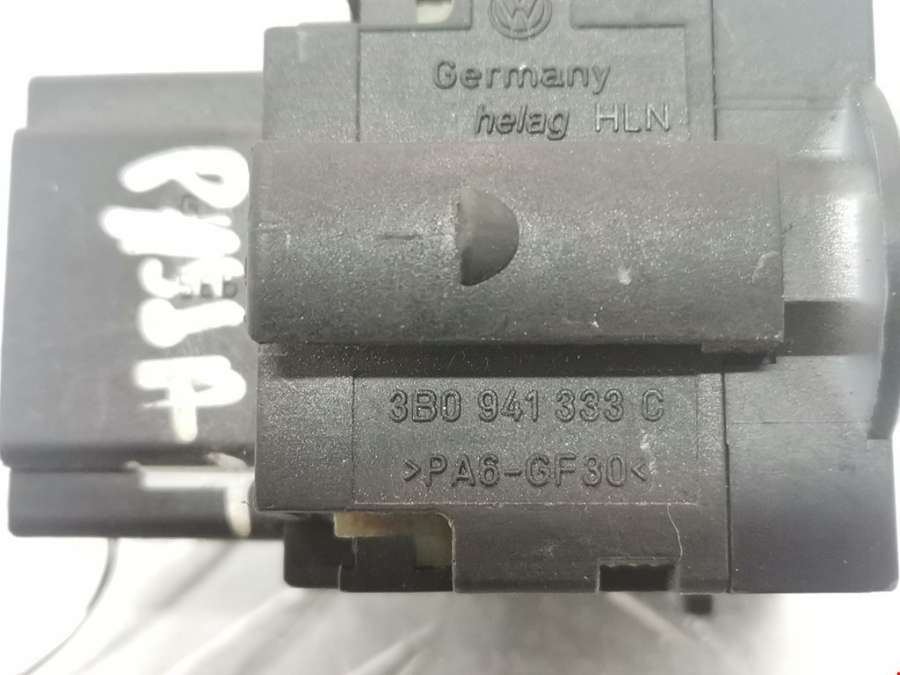 Germany
helag HLN
3B0 941 333 C
>PA6-GF30<